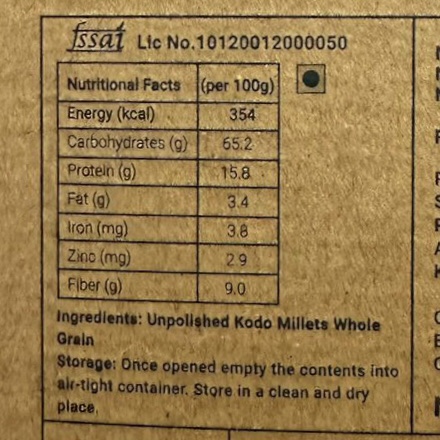 fssai Lic No.10120012000050
Nutritional Facts (per 100g)
Energy (kcal) 354
Carbohydrates (g) 65.2
Protein (g) 15.8
Fat (g) 3.4
Iron (mg) 3.8
Zinc (mg) 2.9
Fiber (g) 9.0
Ingredients: Unpolished Kodo Millets Whole
Grain
Storage: Once opened empty the contents into
air-tight container. Store in a clean and dry
place.